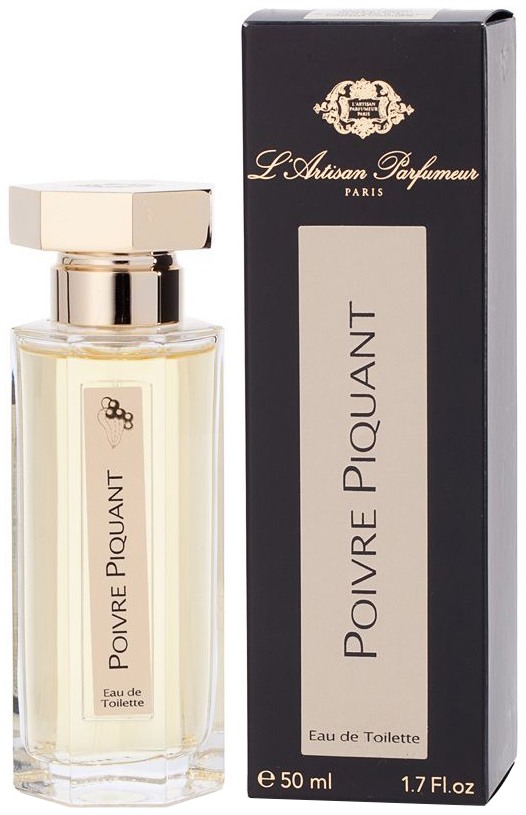 POIVRE PIQUANT
Eau de
Toilette
L'ARTISAN
PARFUMEUR
PARIS
L'Artisan Parfumeur
PARIS
POIVRE PIQUANT
Eau de Toilette
e 50 ml 1.7 Fl.oz